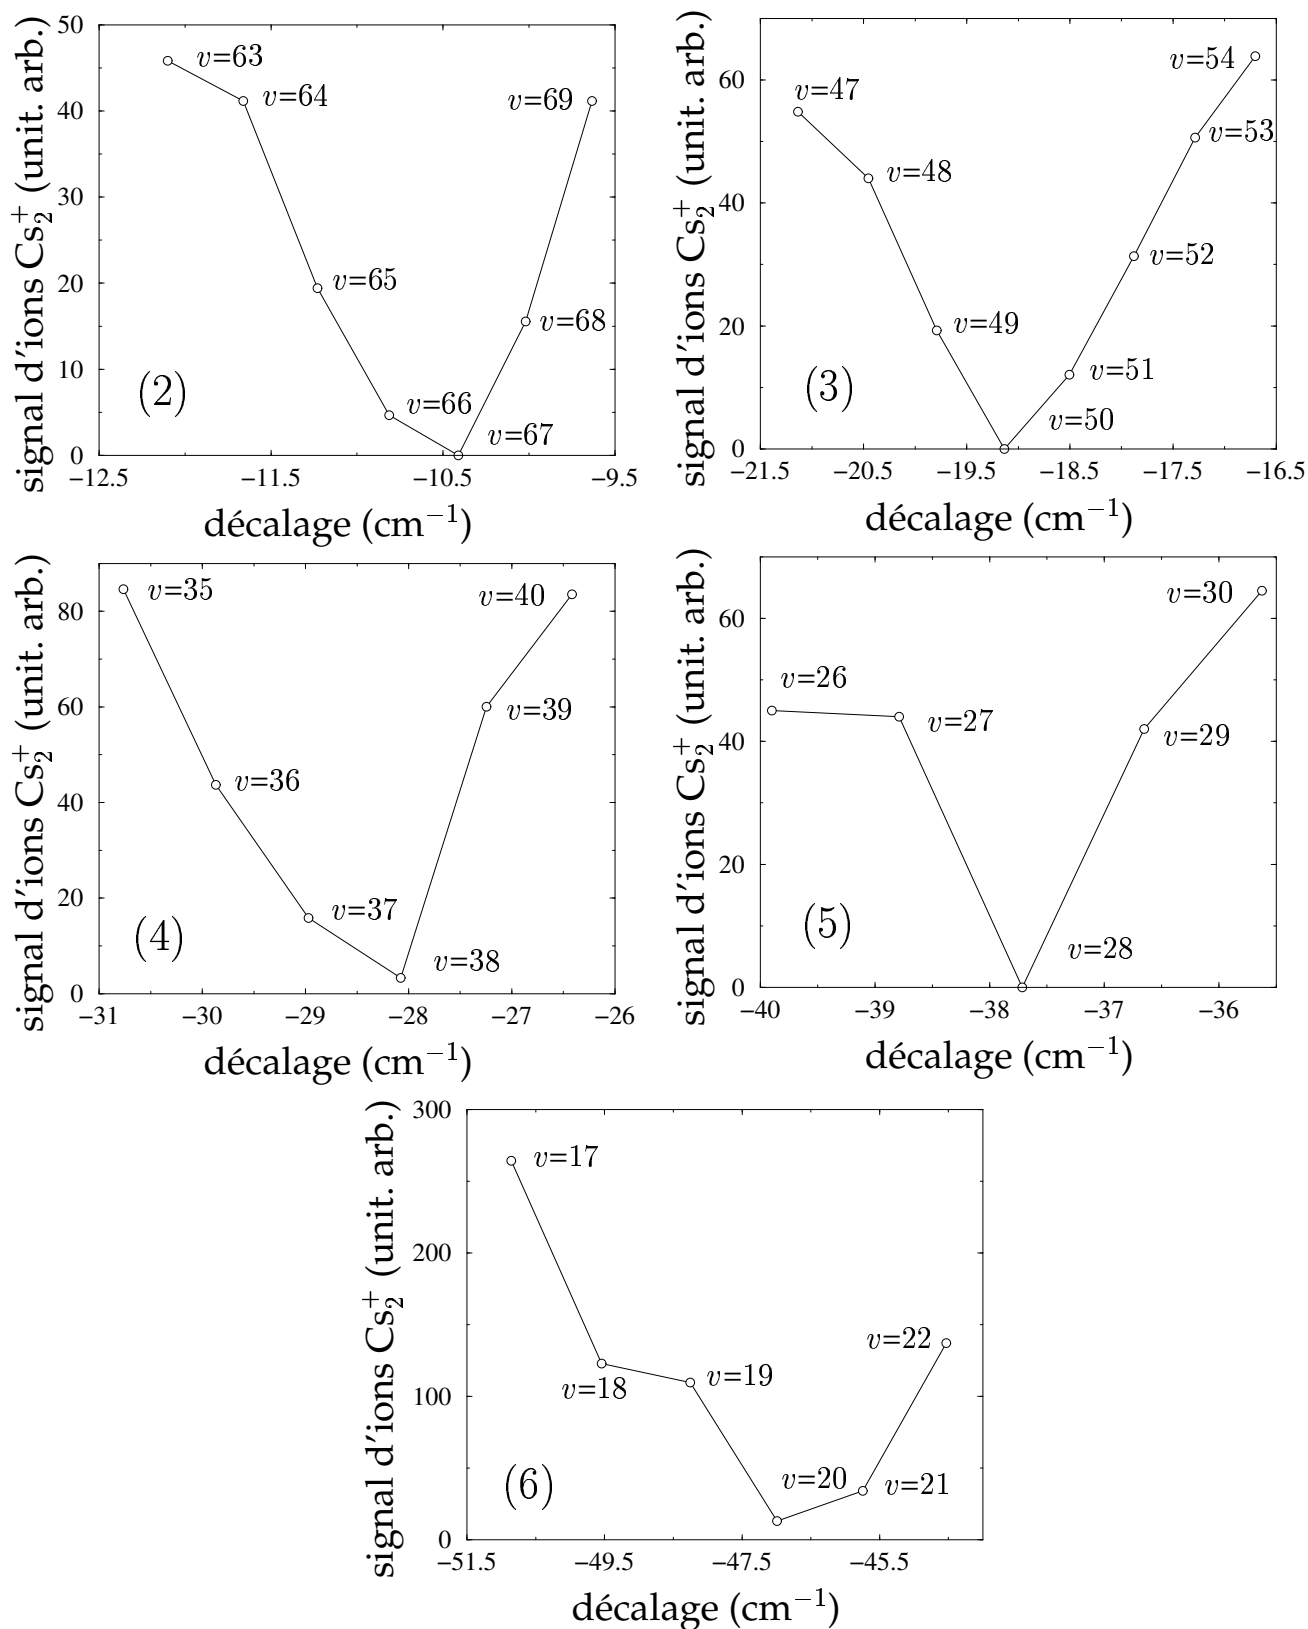 50
40
30
20
10
0
signal d'ions Cs₂⁺ (unit. arb.)
v=63
v=64
v=69
v=65
v=68
v=66
v=67
(2)
−12.5 −11.5 −10.5 −9.5
décalage (cm⁻¹)
60
40
20
0
signal d'ions Cs₂⁺ (unit. arb.)
v=54
v=47
v=53
v=48
v=52
v=49
v=51
v=50
(3)
−21.5 −20.5 −19.5 −18.5 −17.5 −16.5
décalage (cm⁻¹)
80
60
40
20
0
signal d'ions Cs₂⁺ (unit. arb.)
v=35
v=40
v=39
v=36
v=37
v=38
(4)
−31 −30 −29 −28 −27 −26
décalage (cm⁻¹)
60
40
20
0
signal d'ions Cs₂⁺ (unit. arb.)
v=30
v=26
v=27
v=29
v=28
(5)
−40 −39 −38 −37 −36
décalage (cm⁻¹)
300
200
100
0
signal d'ions Cs₂⁺ (unit. arb.)
v=17
v=22
v=19
v=18
v=20
v=21
(6)
−51.5 −49.5 −47.5 −45.5
décalage (cm⁻¹)